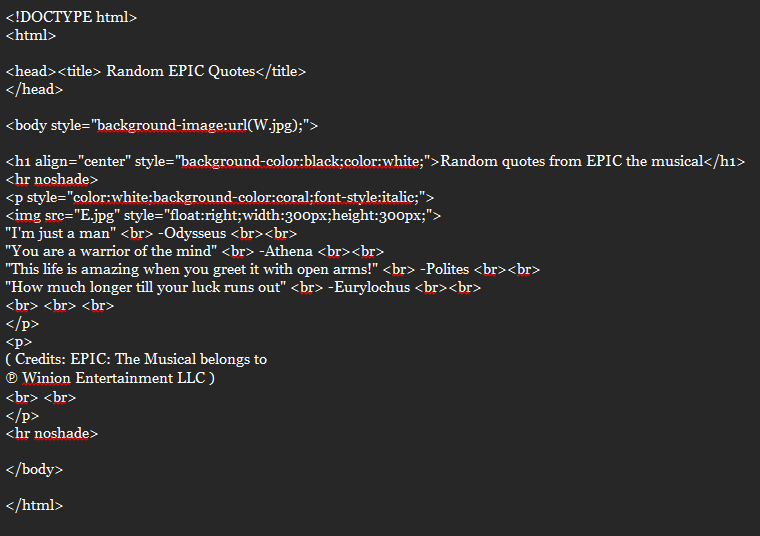 <!DOCTYPE html>
<html>
<head><title> Random EPIC Quotes</title>
</head>
<body style="background-image:url(W.jpg);">
<h1 align="center" style="background-color:black;color:white;">Random quotes from EPIC the musical</h1>
<hr noshade>
<p style="color:white;background-color:coral;font-style:italic;">
<img src="E.jpg" style="float:right;width:300px;height:300px;">
"I'm just a man" <br> -Odysseus <br><br>
"You are a warrior of the mind" <br> -Athena <br><br>
"This life is amazing when you greet it with open arms!" <br> -Polites <br><br>
"How much longer till your luck runs out" <br> -Eurylochus <br><br>
<br> <br> <br>
</p>
<p>
( Credits: EPIC: The Musical belongs to
℗ Winion Entertainment LLC )
<br> <br>
</p>
<hr noshade>
</body>
</html>